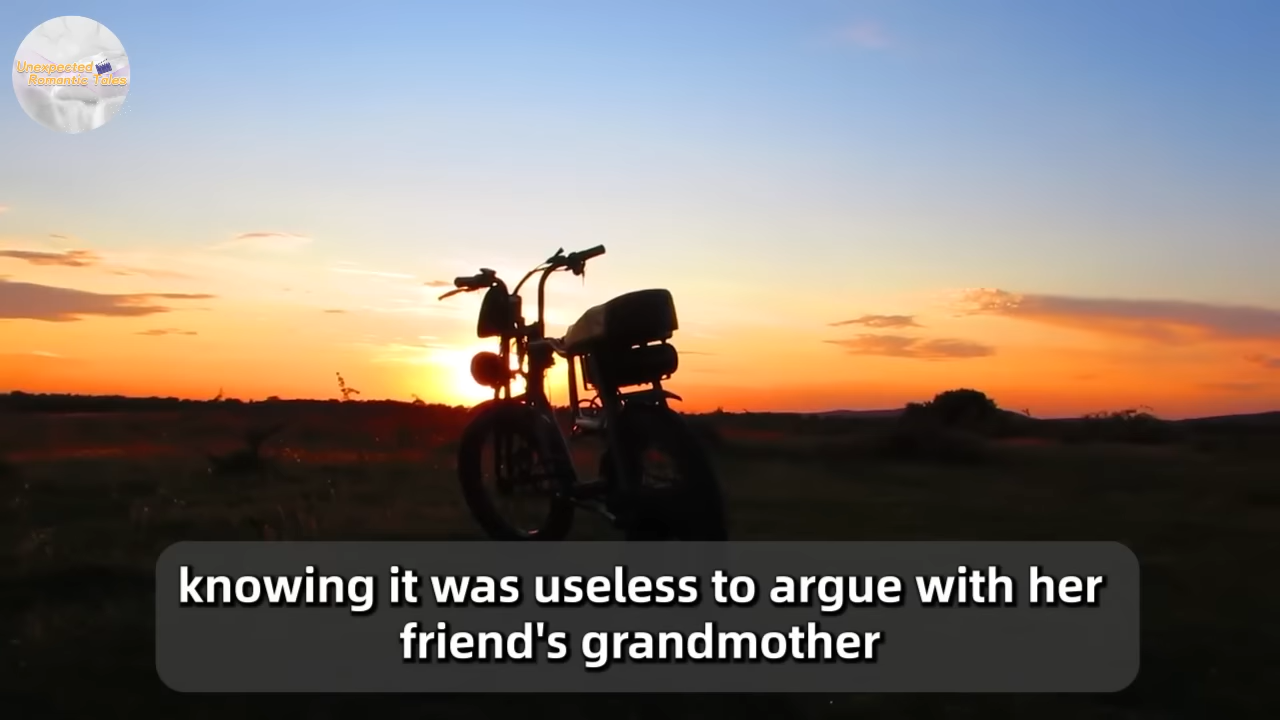 Unexpected
Romantic Tales
knowing it was useless to argue with her
friend's grandmother